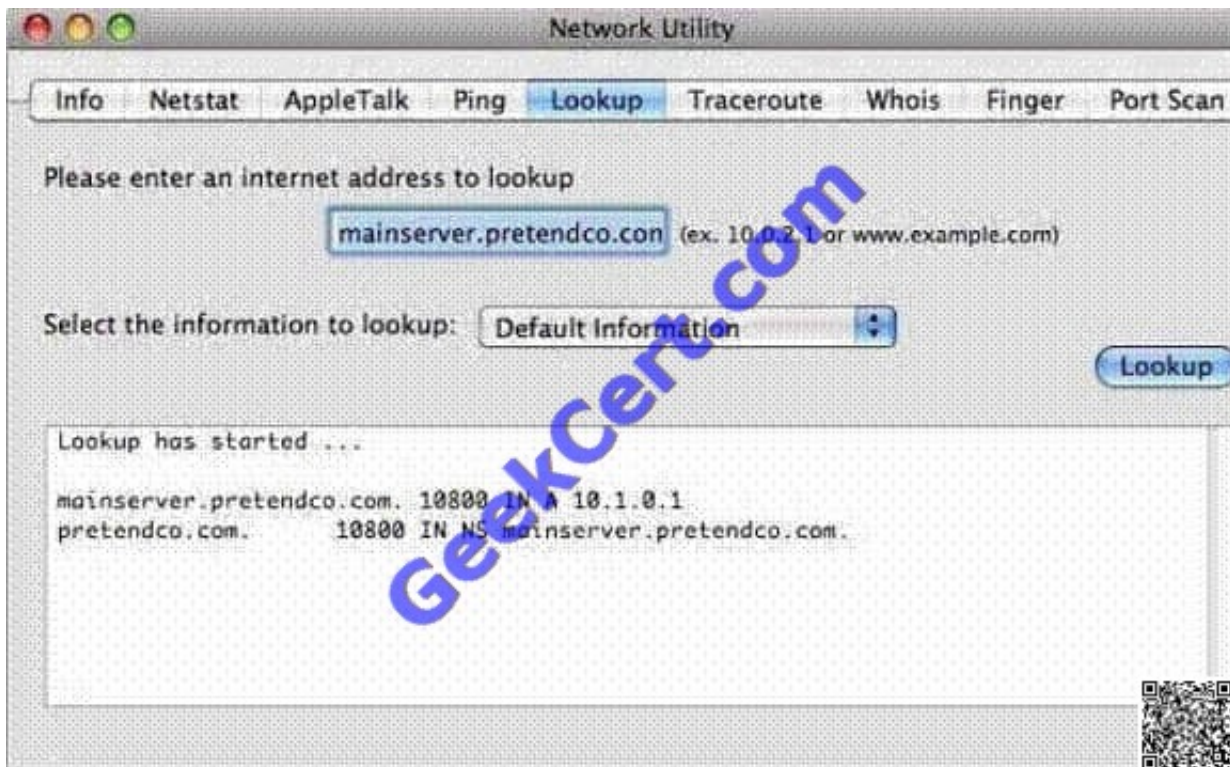 Network Utility
Info Netstat AppleTalk Ping Lookup Traceroute Whois Finger Port Scan
Please enter an internet address to lookup
mainserver.pretendco.con (ex. 10.0.2.1 or www.example.com)
Select the information to lookup: Default Information
Lookup
Lookup has started ...
mainserver.pretendco.com. 10800 IN A 10.1.0.1
pretendco.com. 10800 IN NS mainserver.pretendco.com.
GeekCert.com